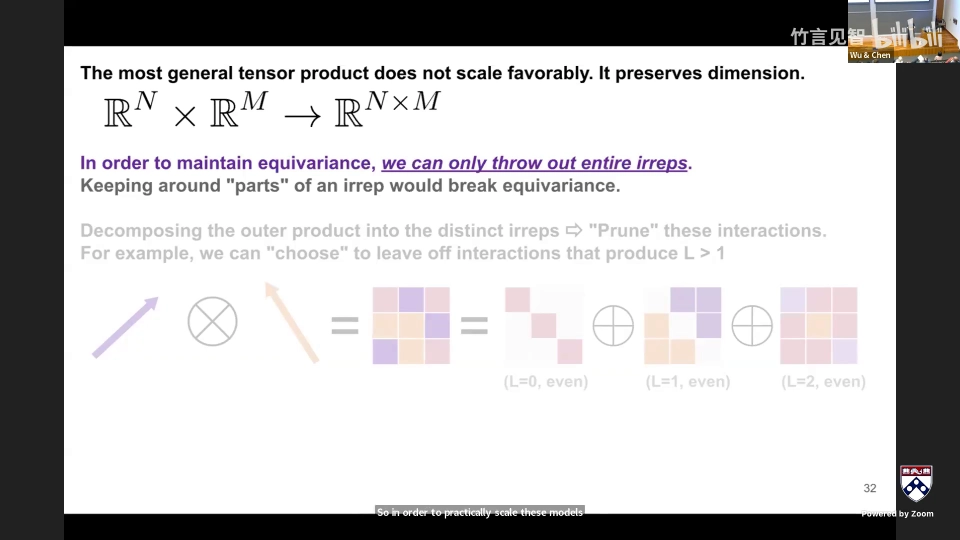 竹言见智
bilibili
Wu & Chen
The most general tensor product does not scale favorably. It preserves dimension.
ℝᴺ × ℝᴹ → ℝᴺˣᴹ
In order to maintain equivariance, we can only throw out entire irreps.
Keeping around "parts" of an irrep would break equivariance.
Decomposing the outer product into the distinct irreps ⇨ "Prune" these interactions.
For example, we can "choose" to leave off interactions that produce L > 1
⊗ = = ⊕ ⊕
(L=0, even) (L=1, even) (L=2, even)
32
So in order to practically scale these models
Powered by Zoom